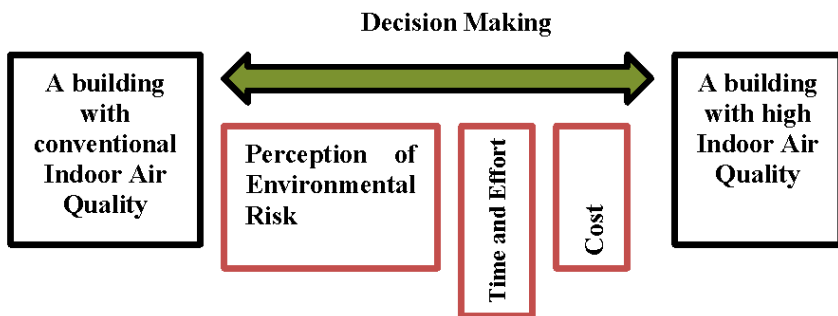 Decision Making
A building
with
conventional
Indoor Air
Quality
Perception of
Environmental
Risk
Time and Effort
Cost
A building
with high
Indoor Air
Quality